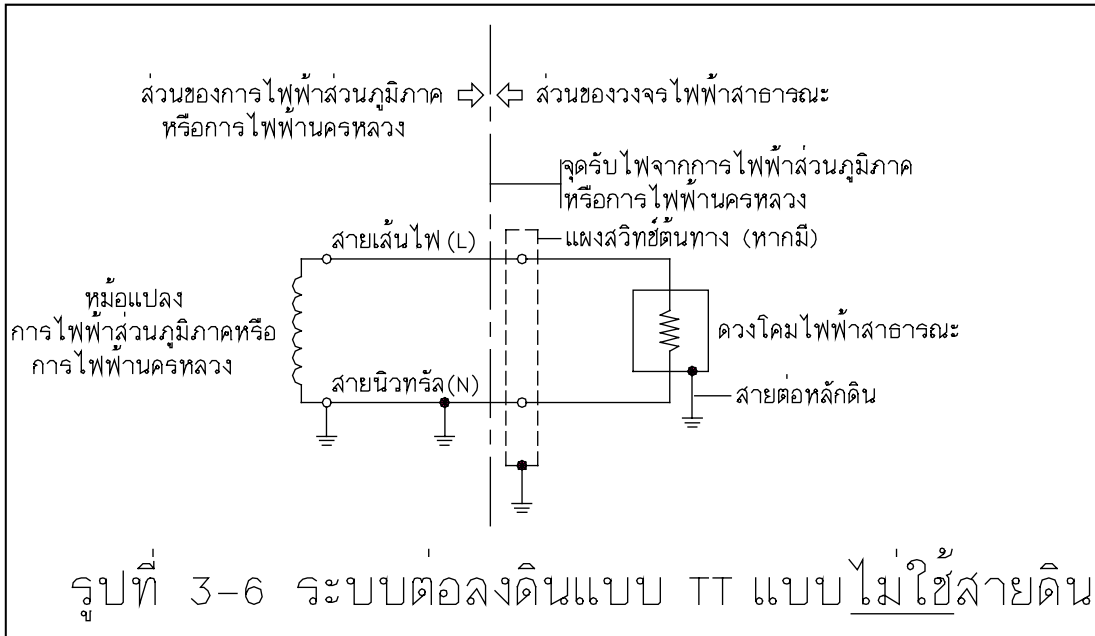 ส่วนของการไฟฟ้าส่วนภูมิภาค
หรือการไฟฟ้านครหลวง
ส่วนของวงจรไฟฟ้าสาธารณะ
จุดรับไฟจากการไฟฟ้าส่วนภูมิภาค
หรือการไฟฟ้านครหลวง
แผงสวิทซ์ต้นทาง (หากมี)
สายเส้นไฟ (L)
หม้อแปลง
การไฟฟ้าส่วนภูมิภาคหรือ
การไฟฟ้านครหลวง
ดวงโคมไฟฟ้าสาธารณะ
สายนิวทรัล(N)
สายต่อหลักดิน
รูปที่ 3-6 ระบบต่อลงดินแบบ TT แบบไม่ใช้สายดิน